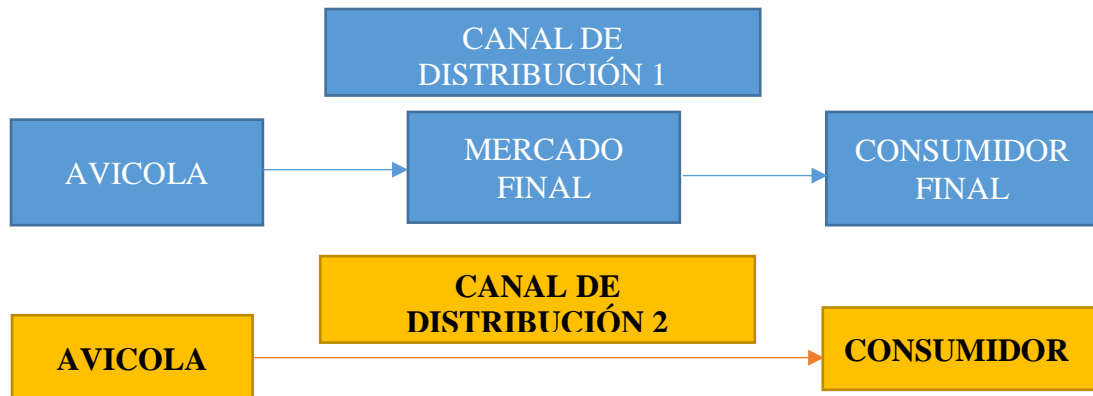 CANAL DE
DISTRIBUCIÓN 1
AVICOLA
MERCADO
FINAL
CONSUMIDOR
FINAL
CANAL DE
DISTRIBUCIÓN 2
AVICOLA
CONSUMIDOR